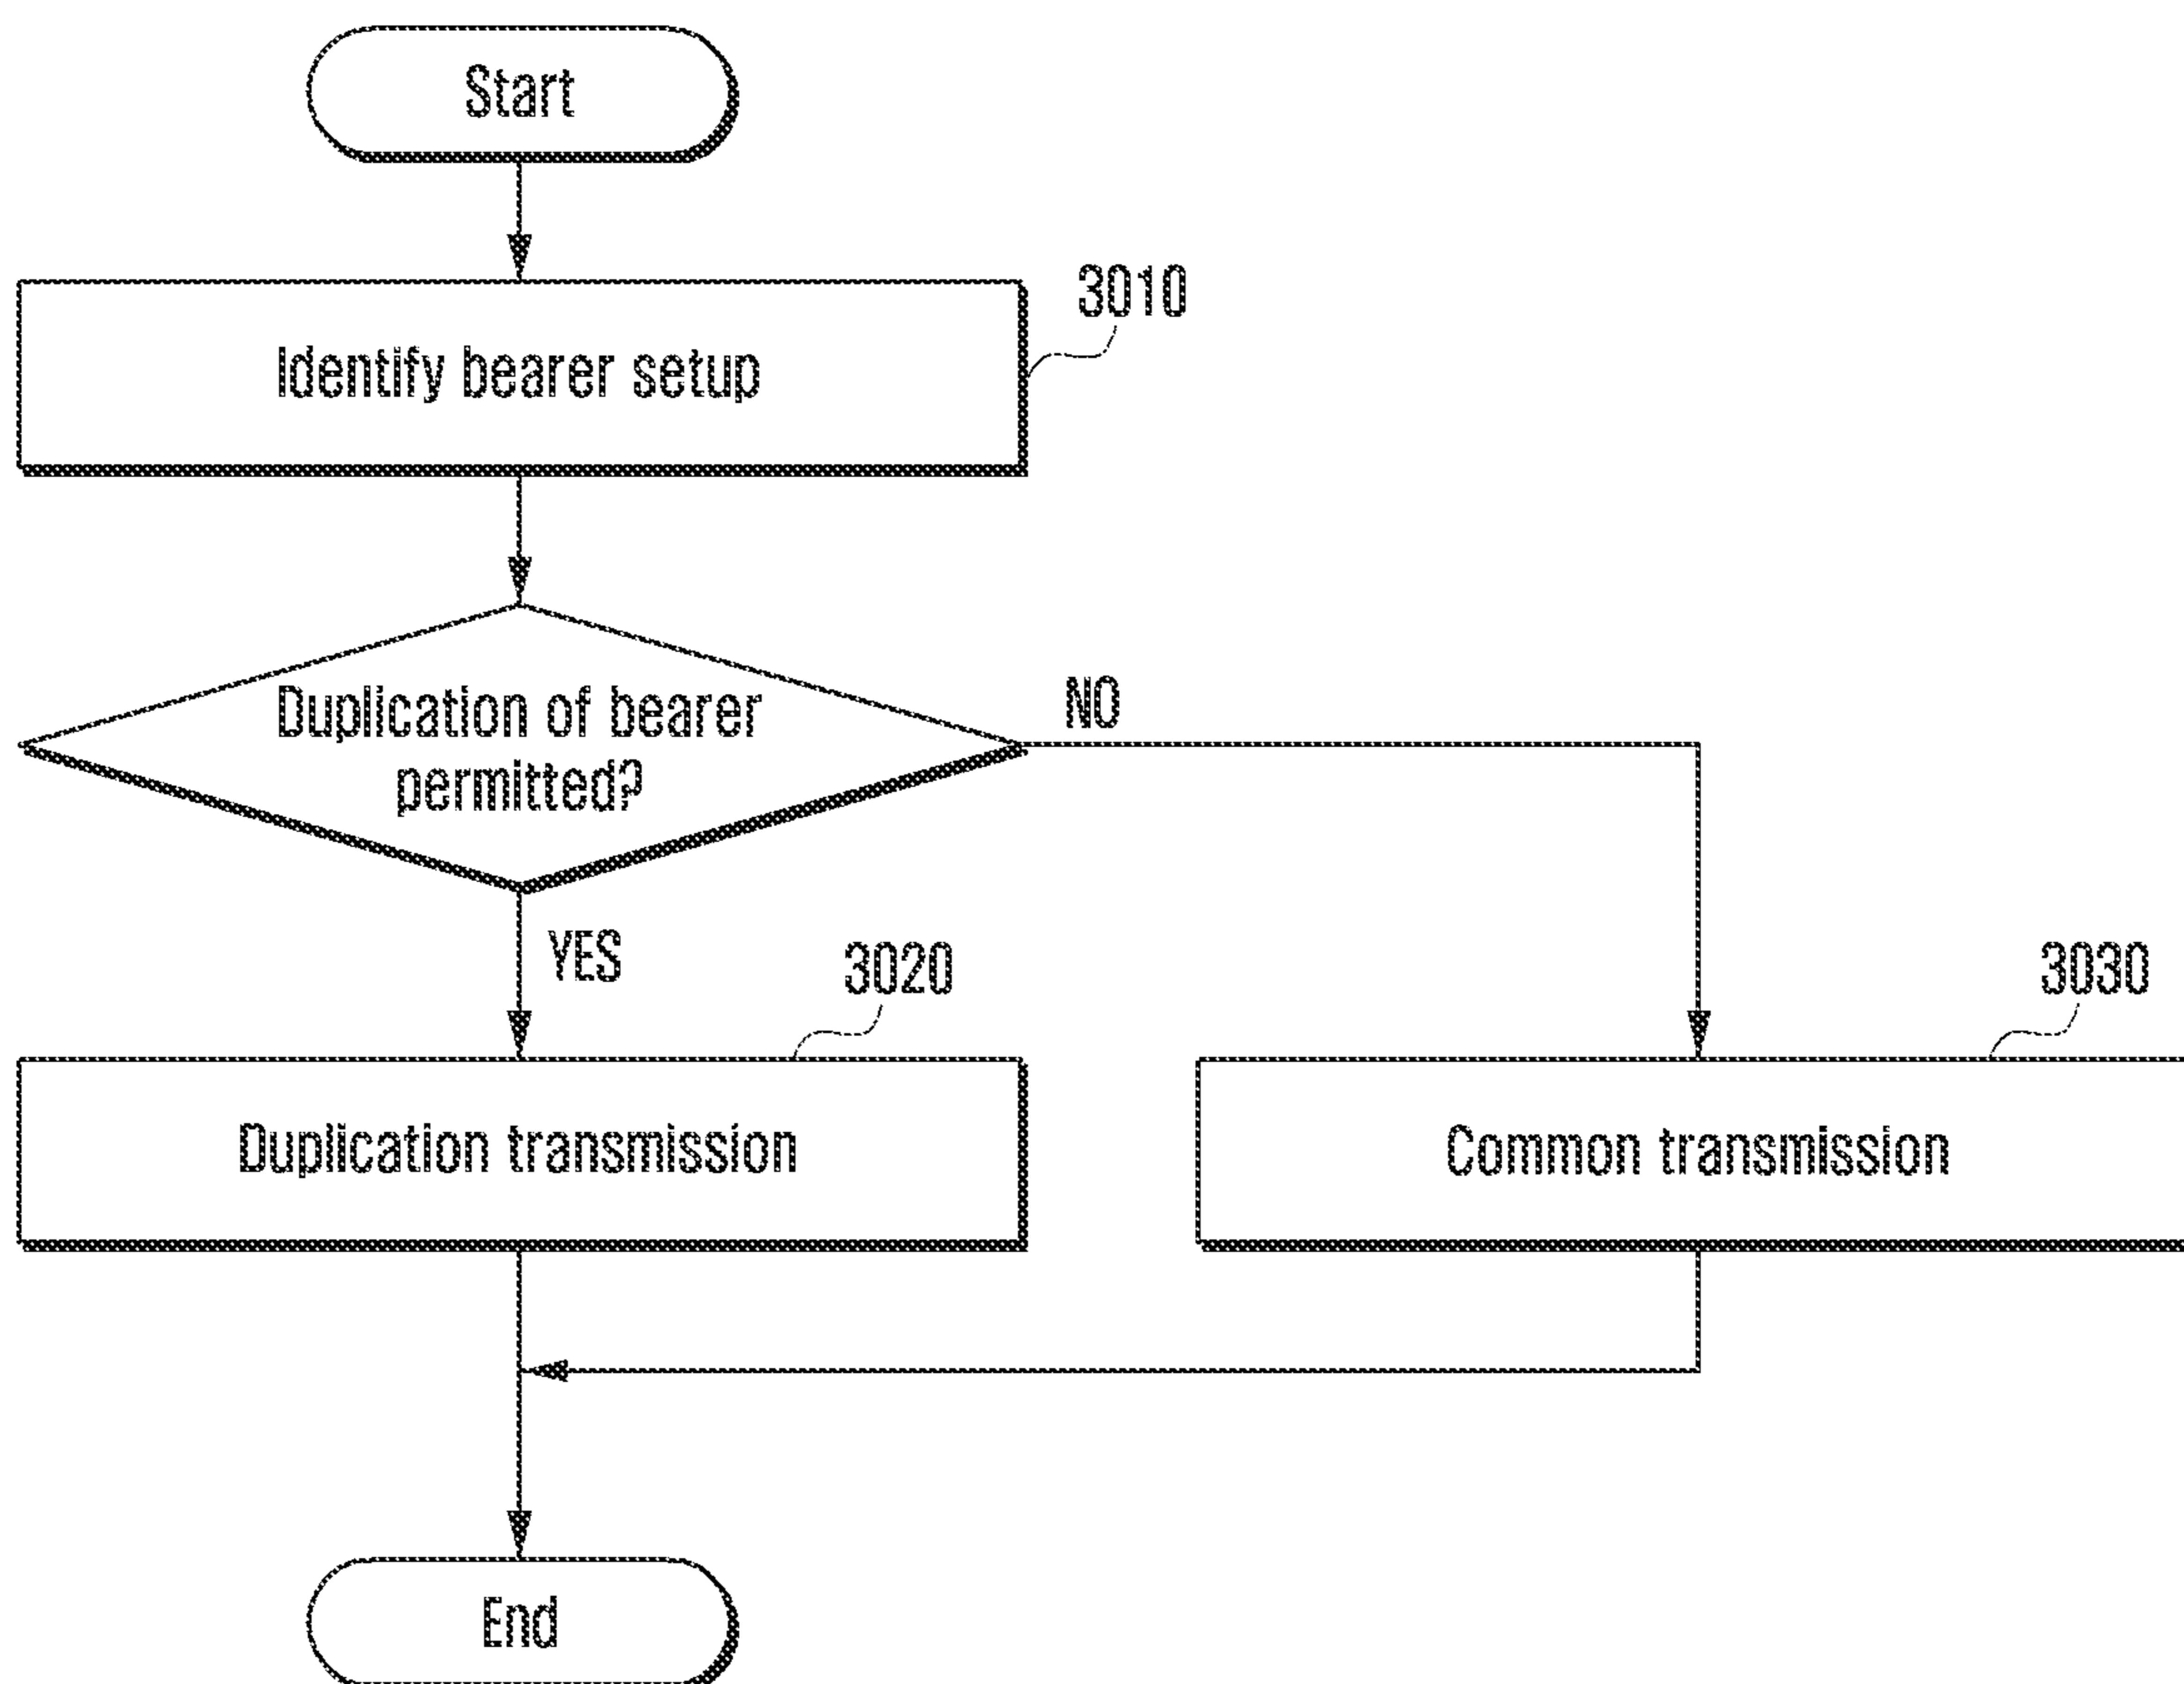 Start
3010
Identify bearer setup
Duplication of bearer
permitted?
NO
YES
3020
3030
Duplication transmission
Common transmission
End